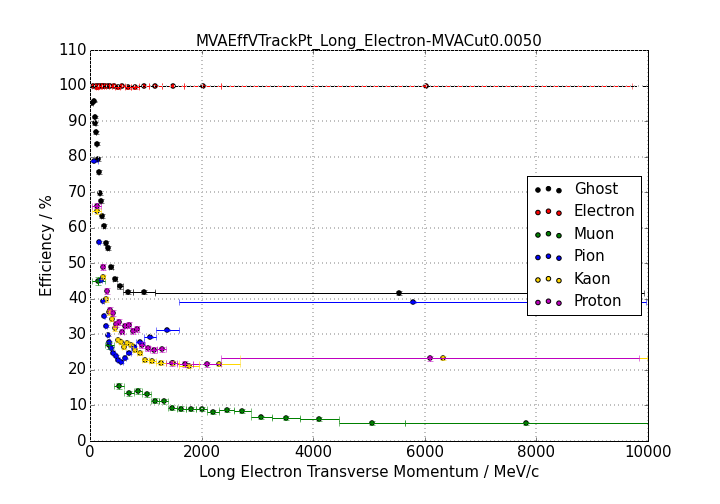 MVAEffVTrackPt_Long_Electron-MVACut0.0050
110
100
90
80
70
60
50
40
30
20
10
0
Efficiency / %
Ghost
Electron
Muon
Pion
Kaon
Proton
0 2000 4000 6000 8000 10000
Long Electron Transverse Momentum / MeV/c